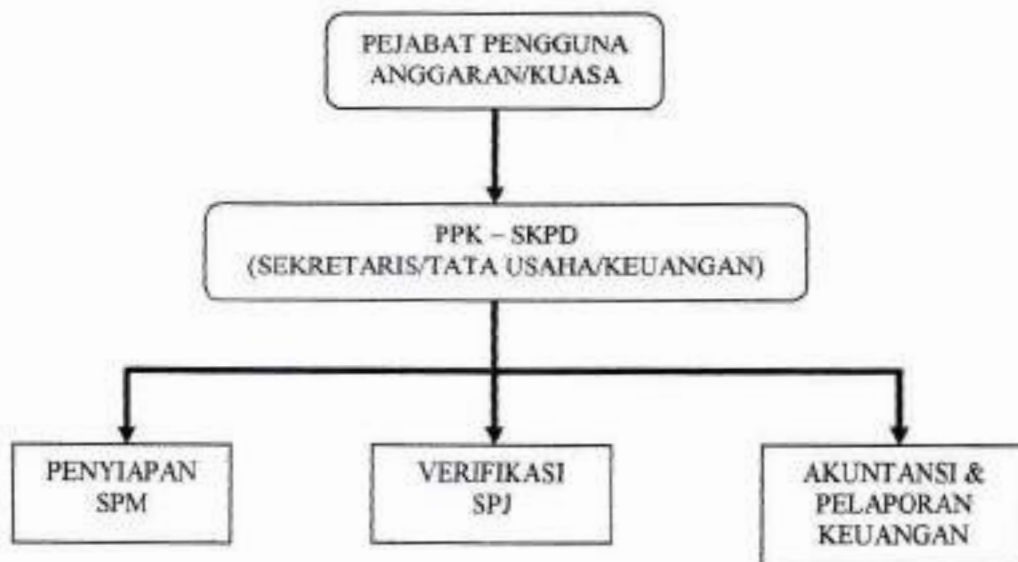 PEJABAT PENGGUNA
ANGGARAN/KUASA
PPK – SKPD
(SEKRETARIS/TATA USAHA/KEUANGAN)
PENYIAPAN
SPM
VERIFIKASI
SPJ
AKUNTANSI &
PELAPORAN
KEUANGAN